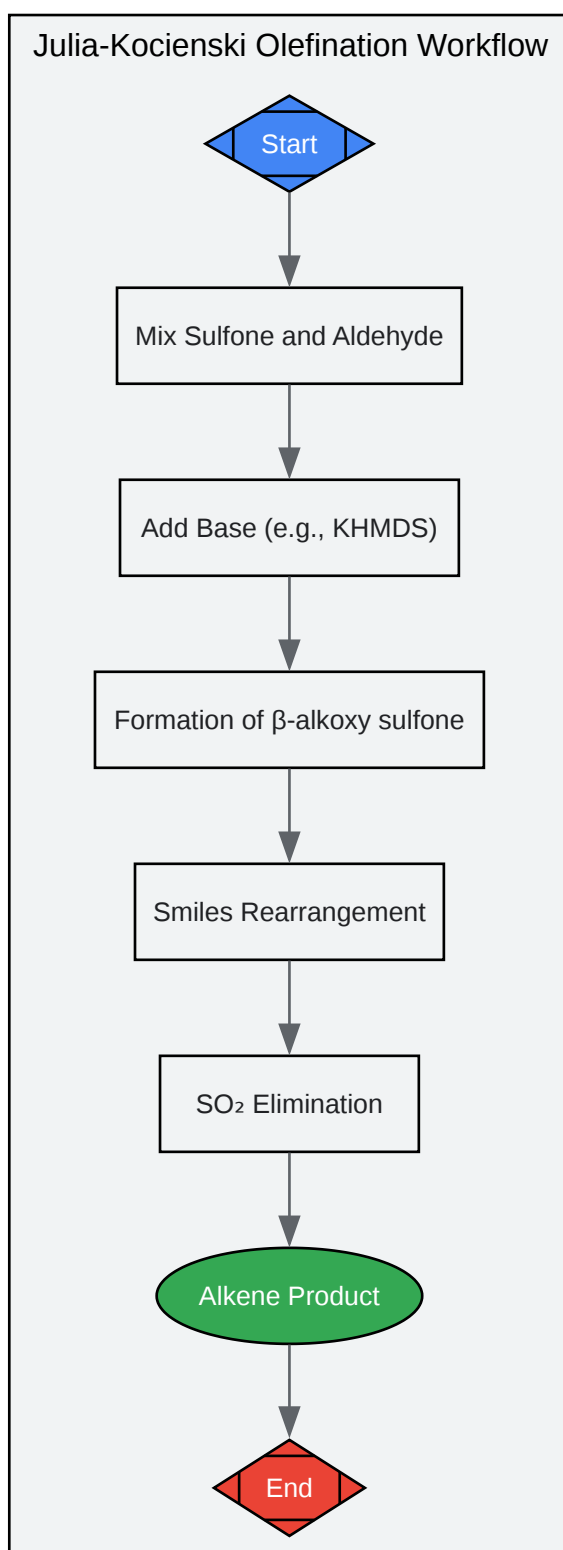 Julia-Kocienski Olefination Workflow
Start
Mix Sulfone and Aldehyde
Add Base (e.g., KHMDS)
Formation of β-alkoxy sulfone
Smiles Rearrangement
SO₂ Elimination
Alkene Product
End